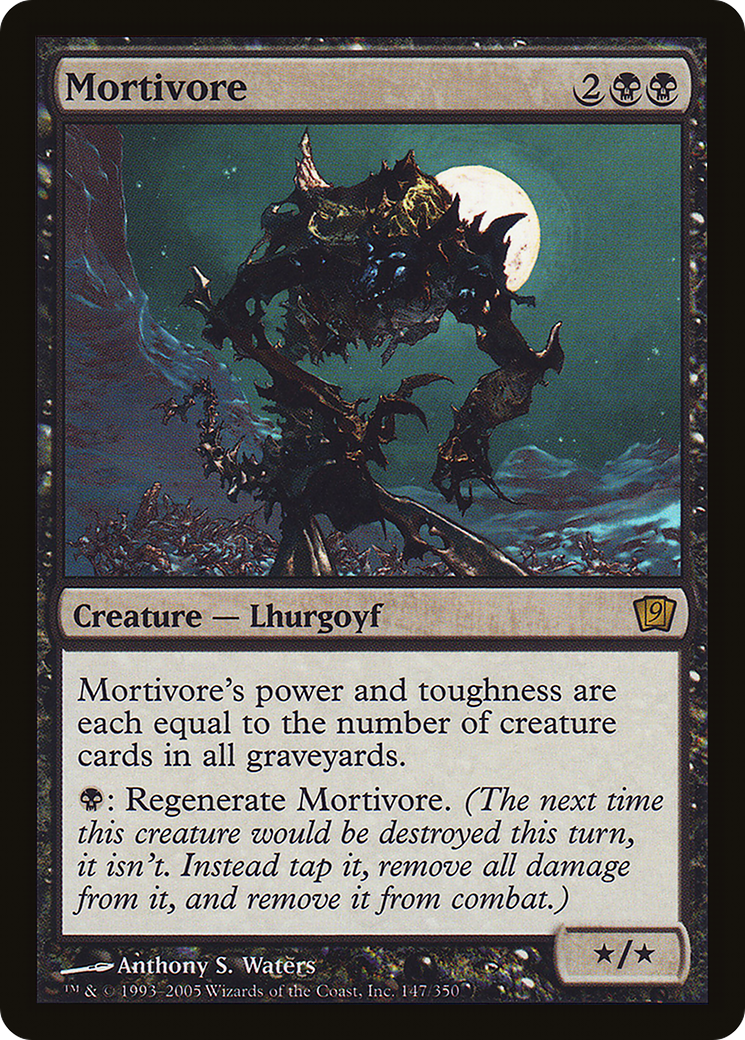 Mortivore 2
Creature — Lhurgoyf 9
Mortivore's power and toughness are
each equal to the number of creature
cards in all graveyards.
: Regenerate Mortivore. (The next time
this creature would be destroyed this turn,
it isn't. Instead tap it, remove all damage
from it, and remove it from combat.)
★/★
Anthony S. Waters
™ & © 1993–2005 Wizards of the Coast, Inc. 147/350